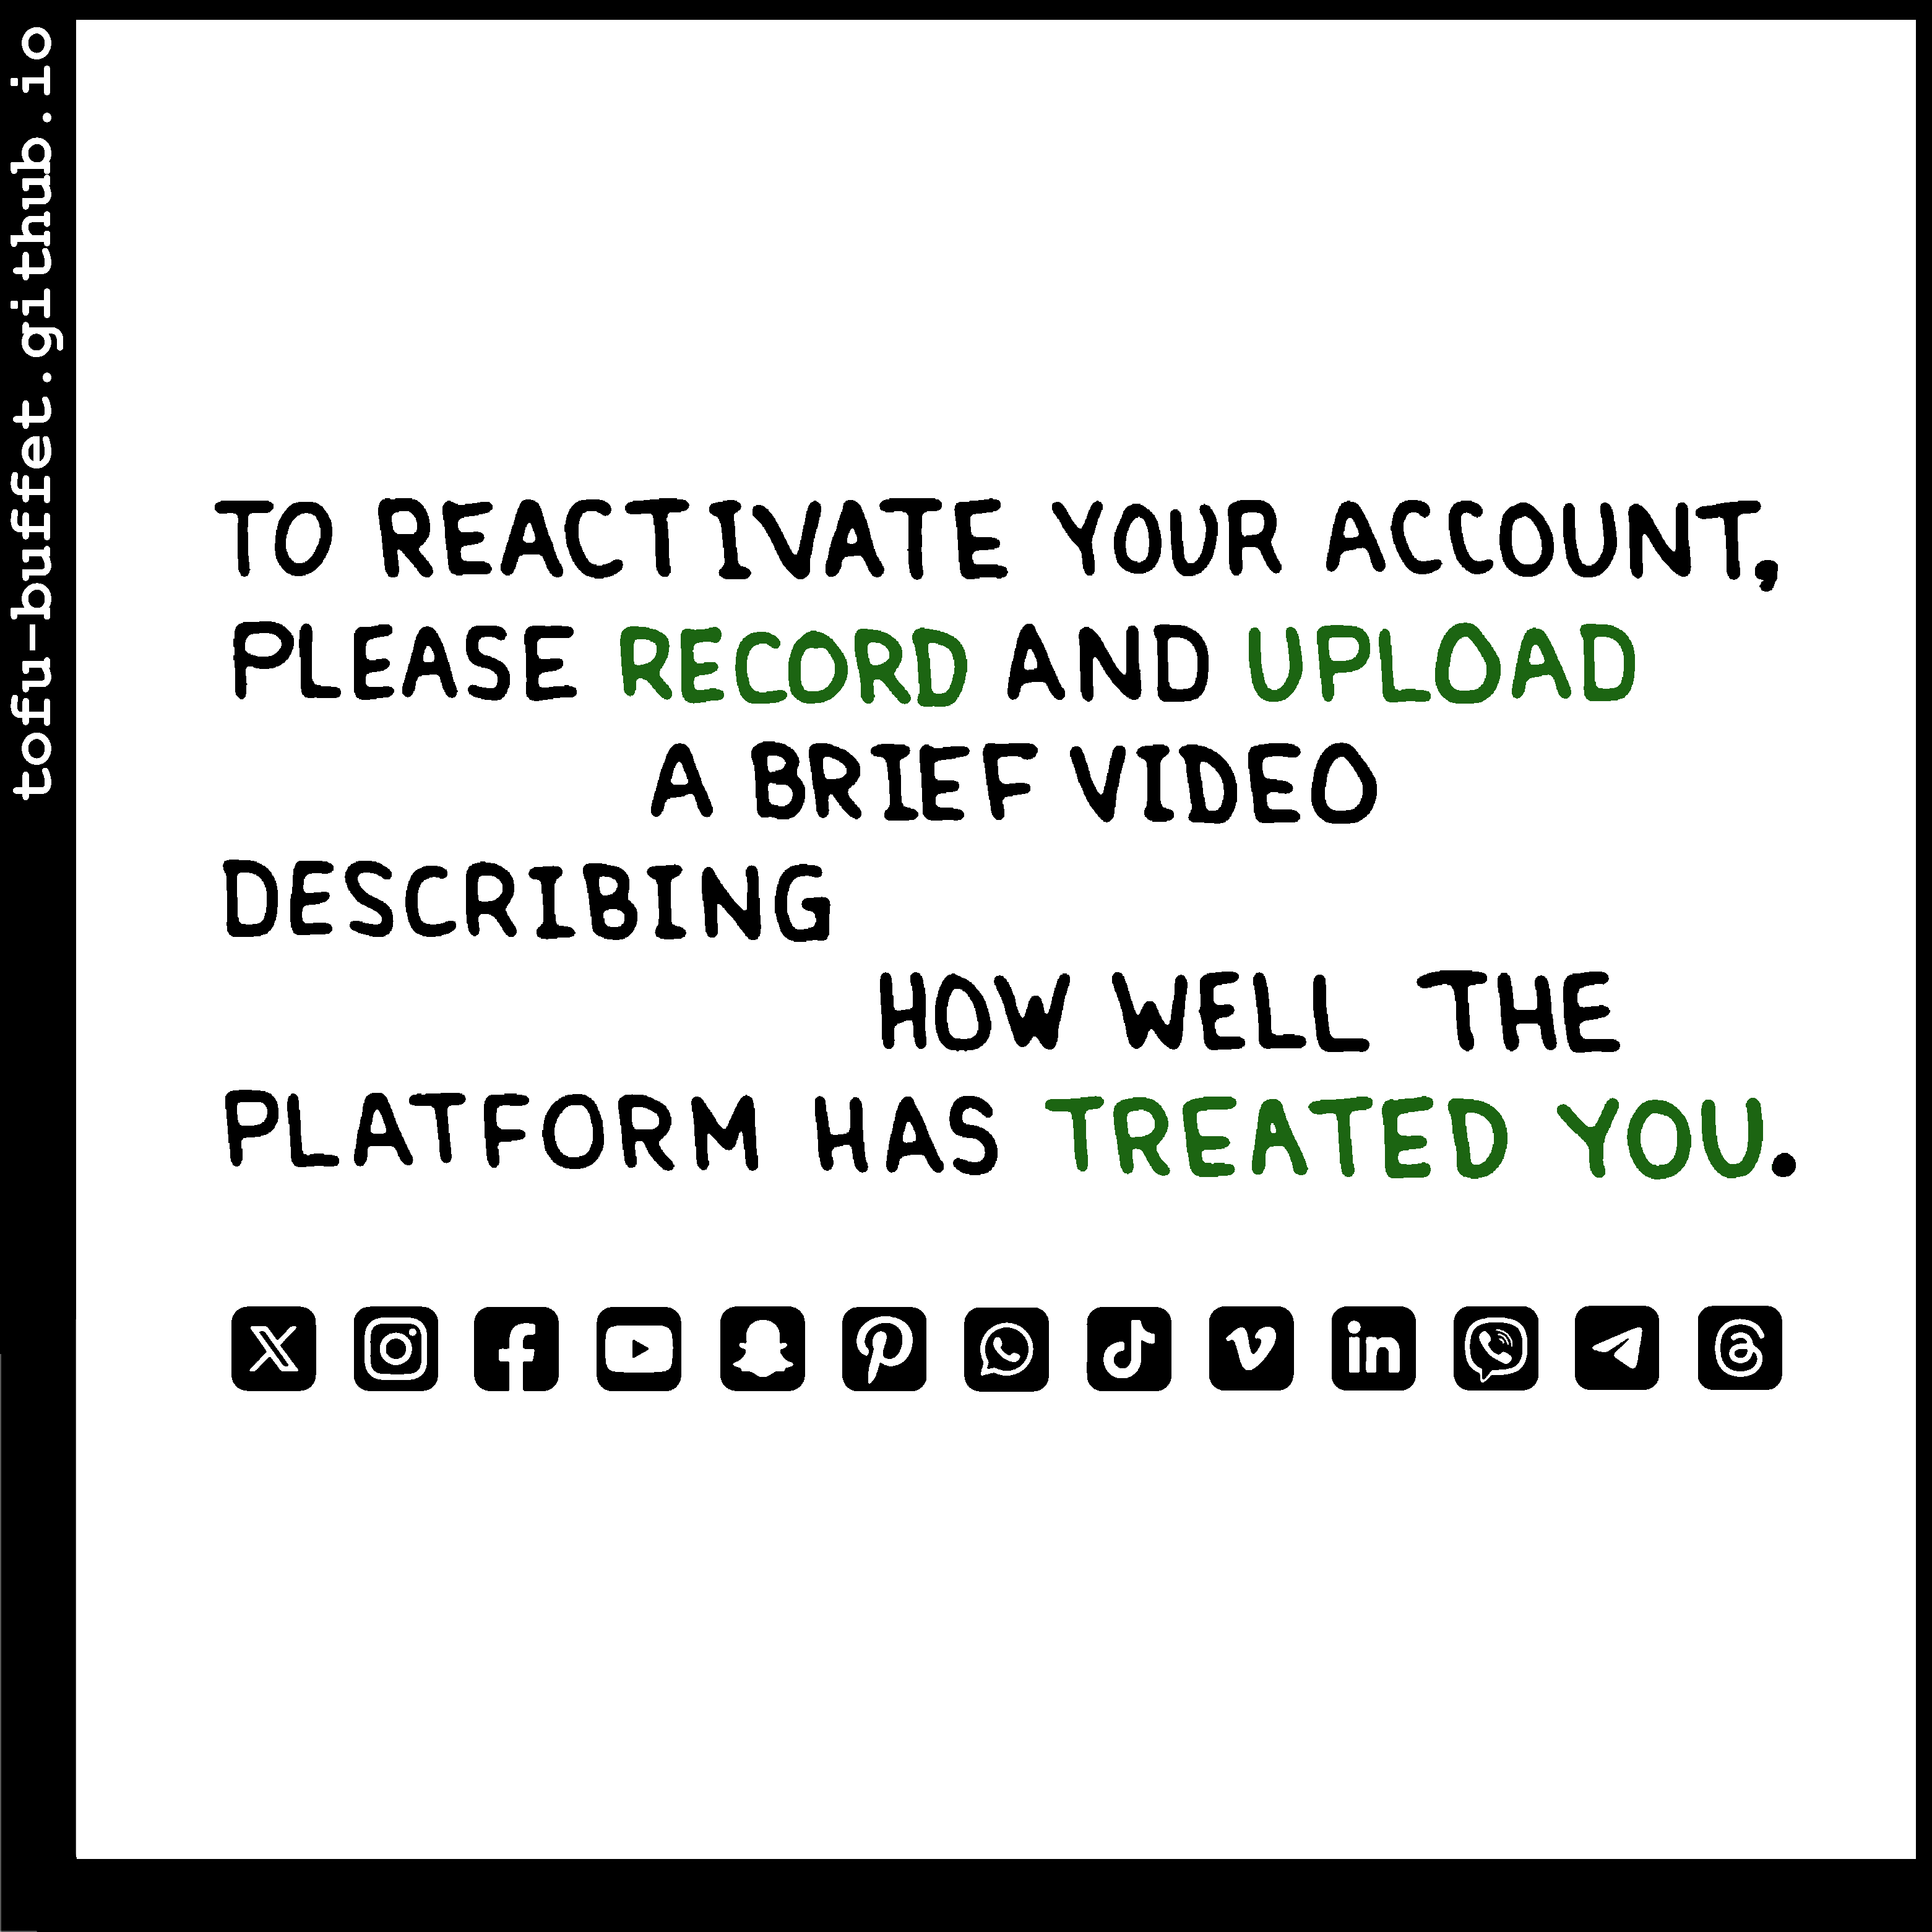 tofu-buffet.github.io
TO REACTIVATE YOUR ACCOUNT,
PLEASE RECORD AND UPLOAD
A BRIEF VIDEO
DESCRIBING
HOW WELL THE
PLATFORM HAS TREATED YOU.